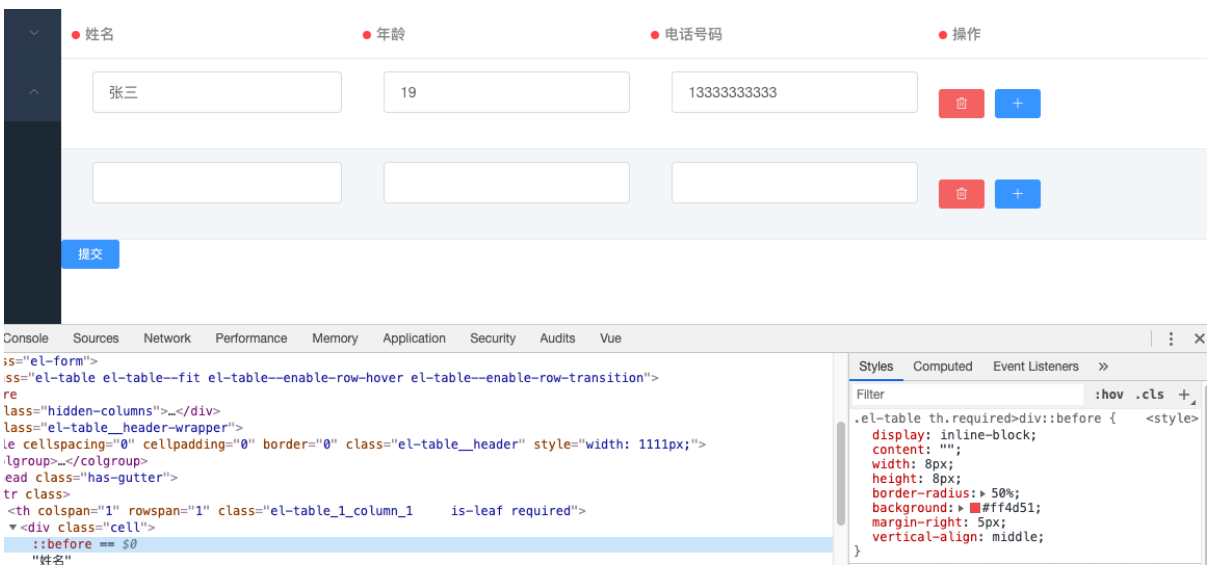 姓名 年龄 电话号码 操作
张三 19 13333333333
提交
Console Sources Network Performance Memory Application Security Audits Vue
ss="el-form">
ass="el-table el-table--fit el-table--enable-row-hover el-table--enable-row-transition">
re
lass="hidden-columns">…</div>
lass="el-table__header-wrapper">
le cellspacing="0" cellpadding="0" border="0" class="el-table__header" style="width: 1111px;">
olgroup>…</colgroup>
ead class="has-gutter">
tr class>
<th colspan="1" rowspan="1" class="el-table_1_column_1     is-leaf required">
▼<div class="cell">
::before == $0
"姓名"
Styles Computed Event Listeners »
Filter :hov .cls +
.el-table th.required>div::before { <style>
display: inline-block;
content: "";
width: 8px;
height: 8px;
border-radius:▶ 50%;
background:▶ #ff4d51;
margin-right: 5px;
vertical-align: middle;
}